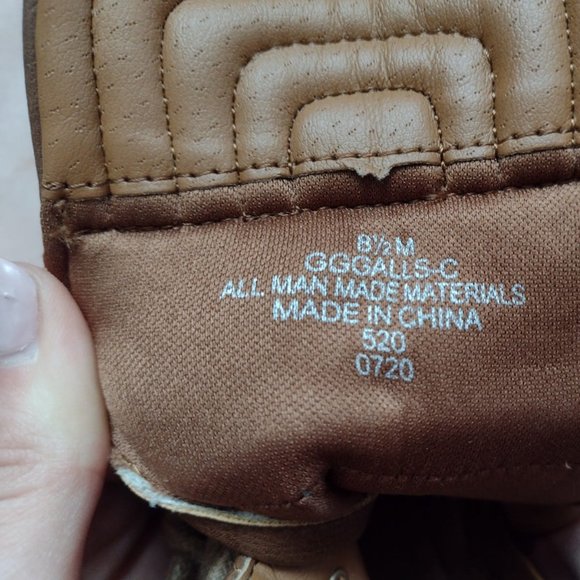 8½ M
GGGALLS-C
ALL MAN MADE MATERIALS
MADE IN CHINA
520
0720